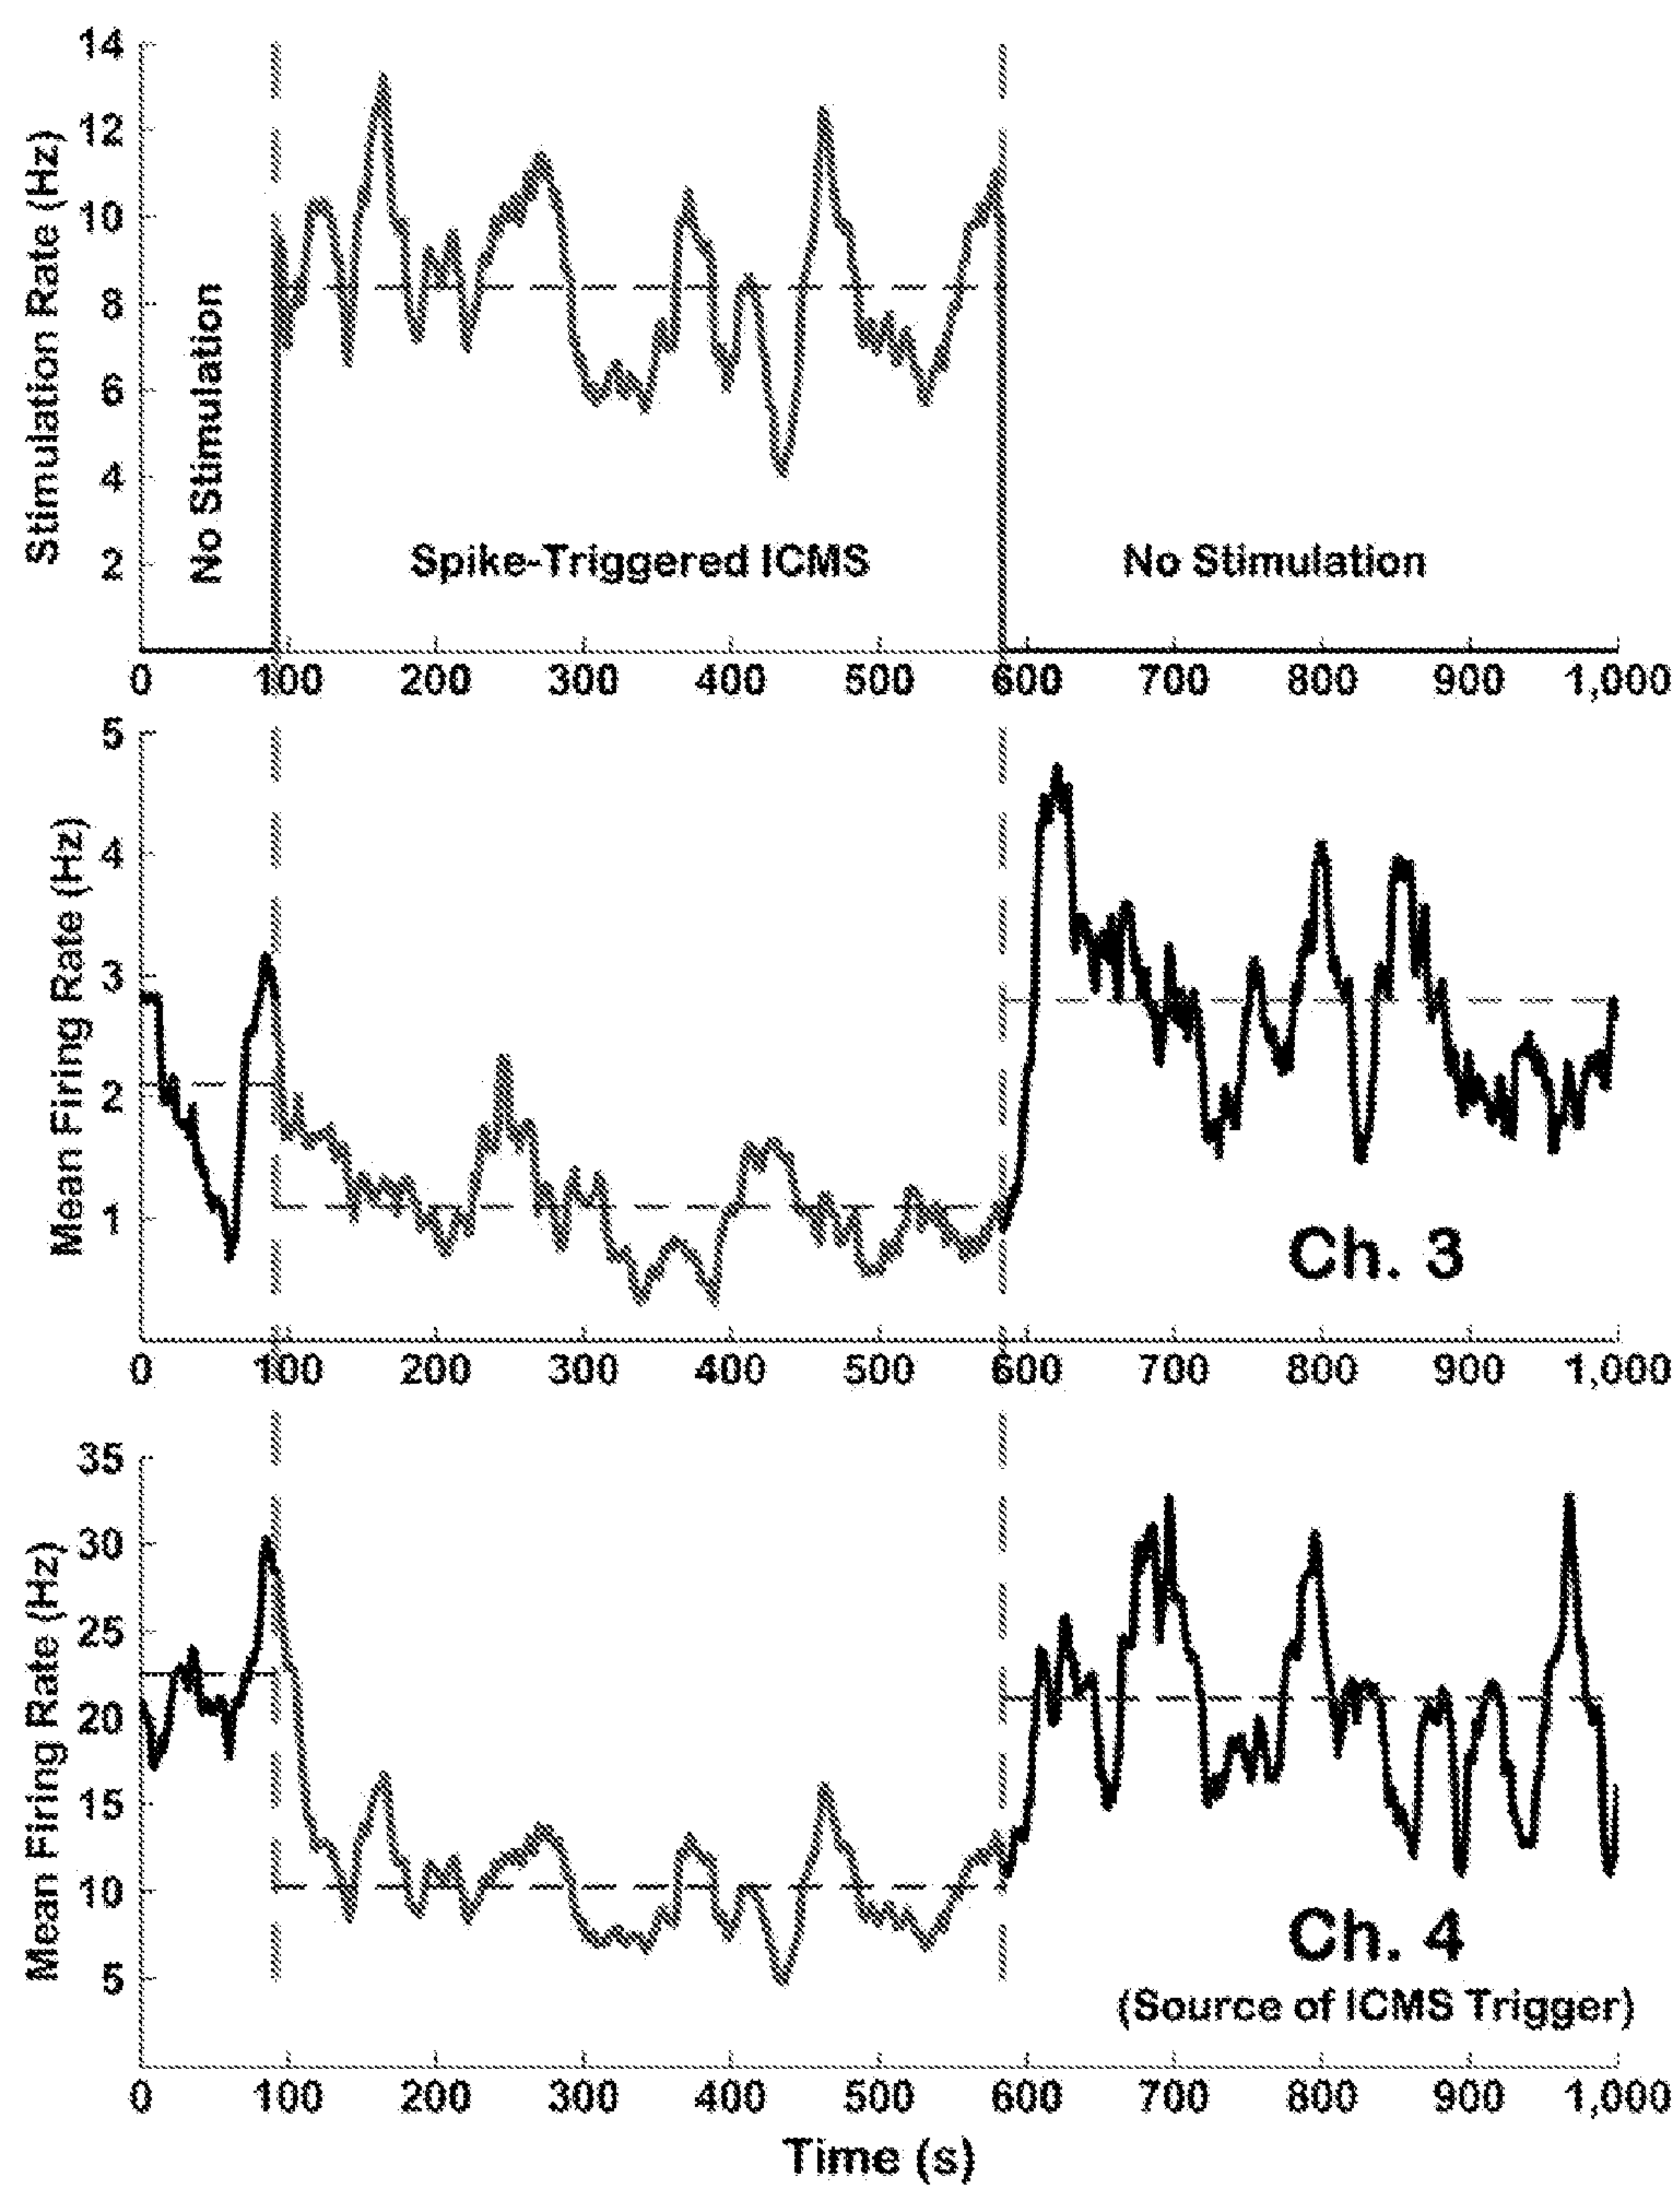 Stimulation Rate (Hz)
14
12
10
8
6
4
2
No Stimulation
Spike-Triggered ICMS
No Stimulation
0 100 200 300 400 500 600 700 800 900 1,000
Mean Firing Rate (Hz)
5
4
3
2
1
Ch. 3
0 100 200 300 400 500 600 700 800 900 1,000
Mean Firing Rate (Hz)
35
30
25
20
15
10
5
Ch. 4
(Source of ICMS Trigger)
0 100 200 300 400 500 600 700 800 900 1,000
Time (s)